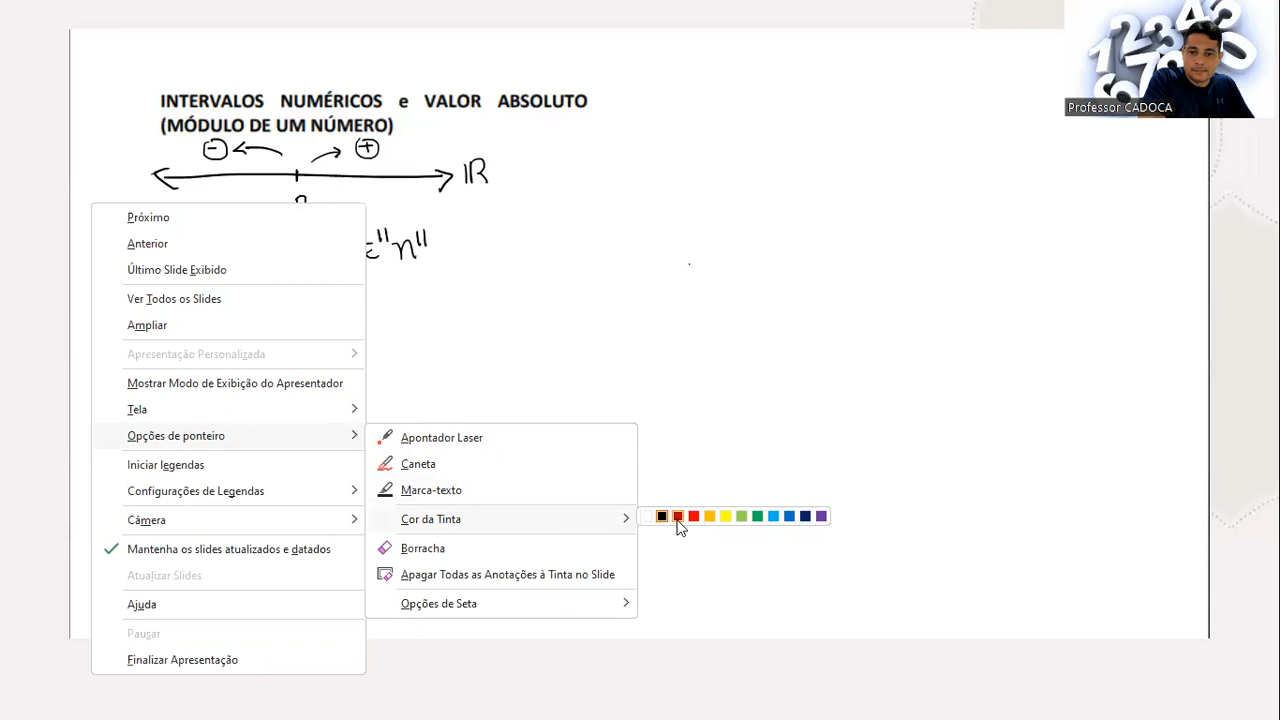 Professor CADOCA
INTERVALOS NUMÉRICOS e VALOR ABSOLUTO
(MÓDULO DE UM NÚMERO)
- +
ℝ
"n"
Próximo
Anterior
Último Slide Exibido
Ver Todos os Slides
Ampliar
Apresentação Personalizada
Mostrar Modo de Exibição do Apresentador
Tela
Opções de ponteiro
Iniciar legendas
Configurações de Legendas
Câmera
Mantenha os slides atualizados e datados
Atualizar Slides
Ajuda
Pausar
Finalizar Apresentação
Apontador Laser
Caneta
Marca-texto
Cor da Tinta
Borracha
Apagar Todas as Anotações à Tinta no Slide
Opções de Seta